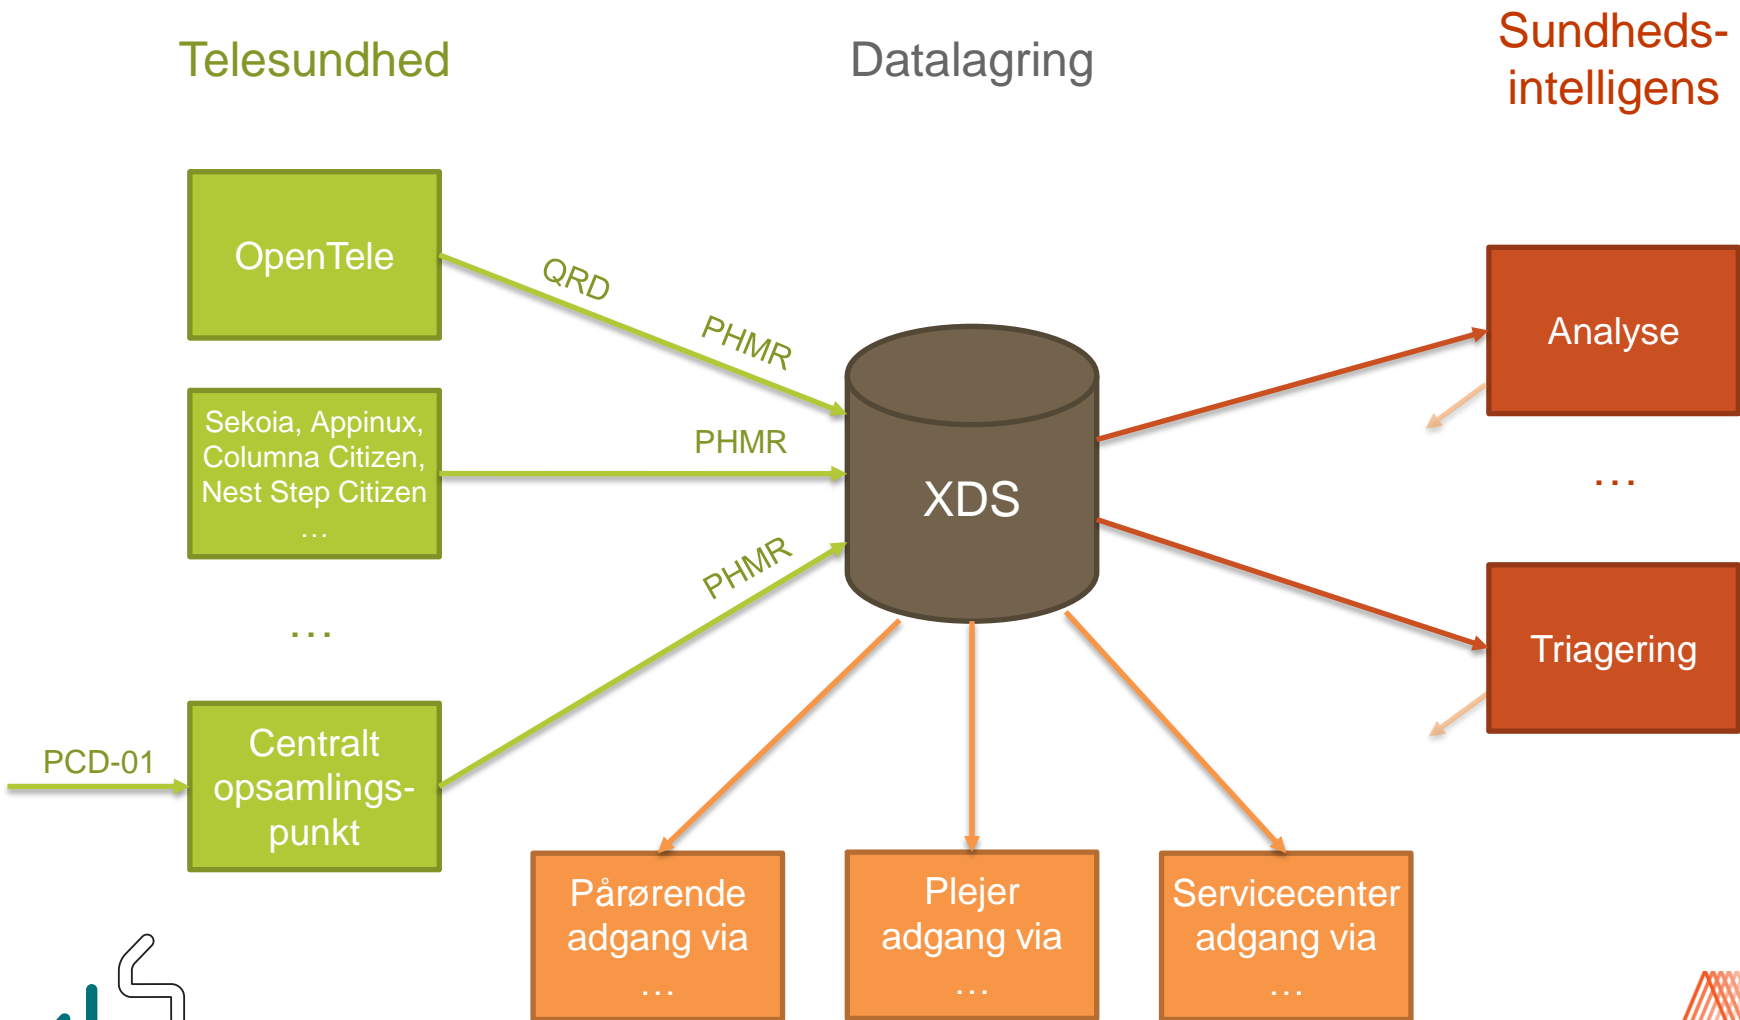 Telesundhed
Datalagring
Sundheds-
intelligens
OpenTele
QRD
PHMR
Sekoia, Appinux,
Columna Citizen,
Nest Step Citizen
…
PHMR
…
PHMR
PCD-01
Centralt
opsamlings-
punkt
XDS
Analyse
…
Triagering
Pårørende
adgang via
…
Plejer
adgang via
…
Servicecenter
adgang via
…